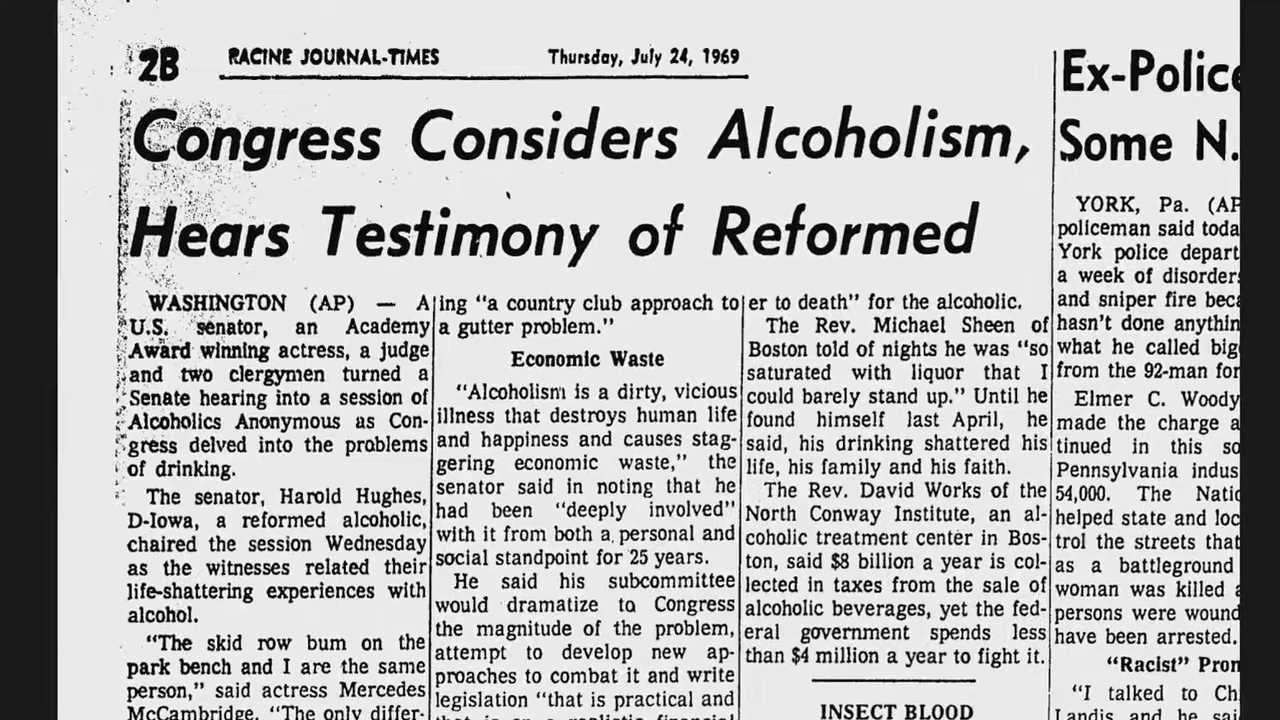 2B RACINE JOURNAL-TIMES Thursday, July 24, 1969
Congress Considers Alcoholism,
Hears Testimony of Reformed
WASHINGTON (AP) — A
U.S. senator, an Academy
Award winning actress, a judge
and two clergymen turned a
Senate hearing into a session of
Alcoholics Anonymous as Con-
gress delved into the problems
of drinking.
The senator, Harold Hughes,
D-Iowa, a reformed alcoholic,
chaired the session Wednesday
as the witnesses related their
life-shattering experiences with
alcohol.
"The skid row bum on the
park bench and I are the same
person," said actress Mercedes
McCambridge. "The only differ-
ing "a country club approach to
a gutter problem."
Economic Waste
"Alcoholism is a dirty, vicious
illness that destroys human life
and happiness and causes stag-
gering economic waste," the
senator said in noting that he
had been "deeply involved"
with it from both a personal and
social standpoint for 25 years.
He said his subcommittee
would dramatize to Congress
the magnitude of the problem,
attempt to develop new ap-
proaches to combat it and write
legislation "that is practical and
er to death" for the alcoholic.
The Rev. Michael Sheen of
Boston told of nights he was "so
saturated with liquor that I
could barely stand up." Until he
found himself last April, he
said, his drinking shattered his
life, his family and his faith.
The Rev. David Works of the
North Conway Institute, an al-
coholic treatment center in Bos-
ton, said $8 billion a year is col-
lected in taxes from the sale of
alcoholic beverages, yet the fed-
eral government spends less
than $4 million a year to fight it.
INSECT BLOOD
Ex-Police
Some N.
YORK, Pa. (AP
policeman said toda
York police depart
a week of disorders
and sniper fire beca
hasn't done anythin
what he called big
from the 92-man for
Elmer C. Woody
made the charge a
tinued in this so
Pennsylvania indus
54,000. The Natio
helped state and loc
trol the streets that
as a battleground
woman was killed a
persons were wound
have been arrested.
"Racist" Pron
"I talked to Ch
Landis, and he sai